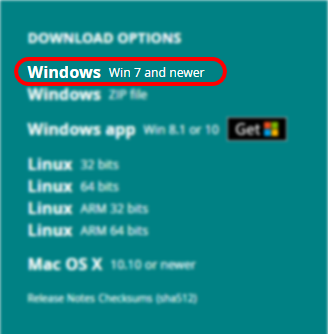 DOWNLOAD OPTIONS
Windows Win 7 and newer
Windows ZIP file
Windows app Win 8.1 or 10 Get
Linux 32 bits
Linux 64 bits
Linux ARM 32 bits
Linux ARM 64 bits
Mac OS X 10.10 or newer
Release Notes Checksums (sha512)